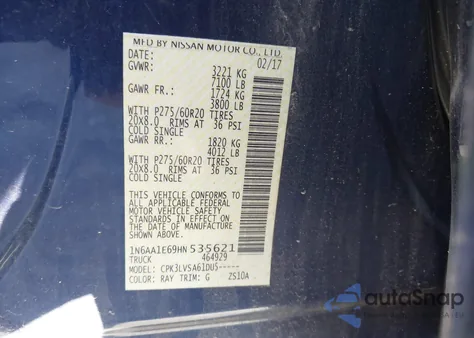 MFD BY NISSAN MOTOR CO., LTD.
DATE: 02/17
GVWR: 3221 KG
7100 LB
GAWR FR.: 1724 KG
3800 LB
WITH P275/60R20 TIRES
20X8.0 RIMS AT 36 PSI
COLD SINGLE
GAWR RR.: 1820 KG
4012 LB
WITH P275/60R20 TIRES
20X8.0 RIMS AT 36 PSI
COLD SINGLE
THIS VEHICLE CONFORMS TO
ALL APPLICABLE FEDERAL
MOTOR VEHICLE SAFETY
STANDARDS IN EFFECT ON
THE DATE OF MANUFACTURE
SHOWN ABOVE.
1N6AA1E69HN535621
TRUCK 464929
MODEL: CPK3LVSA61DUS-----
COLOR: RAY TRIM: G ZS10A
autoSnap